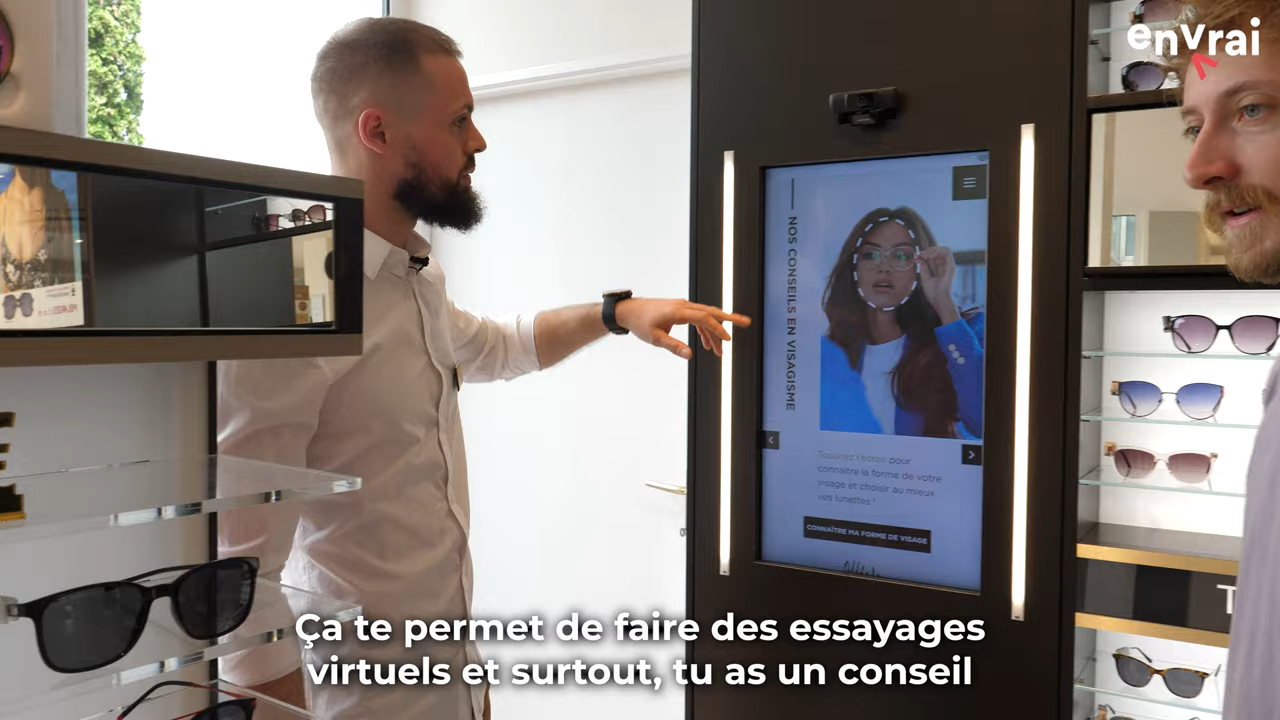 enVrai
NOS CONSEILS EN VISAGISME
Touchez l'écran pour
connaître la forme de votre
visage et choisir au mieux
vos lunettes !
CONNAÎTRE MA FORME DE VISAGE
Ça te permet de faire des essayages
virtuels et surtout, tu as un conseil